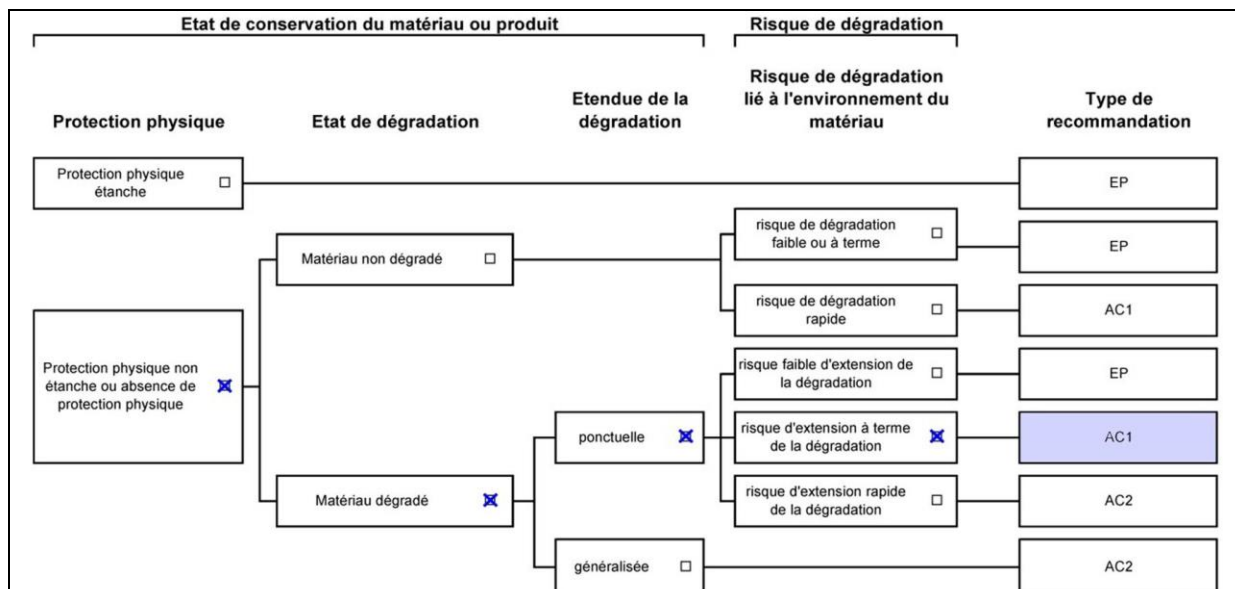 Etat de conservation du matériau ou produit
Risque de dégradation
Protection physique
Etat de dégradation
Etendue de la
dégradation
Risque de dégradation
lié à l'environnement du
matériau
Type de
recommandation
Protection physique
étanche
EP
Matériau non dégradé
risque de dégradation
faible ou à terme
EP
risque de dégradation
rapide
AC1
Protection physique non
étanche ou absence de
protection physique
risque faible d'extension de
la dégradation
EP
ponctuelle
risque d'extension à terme
de la dégradation
AC1
Matériau dégradé
risque d'extension rapide
de la dégradation
AC2
généralisée
AC2